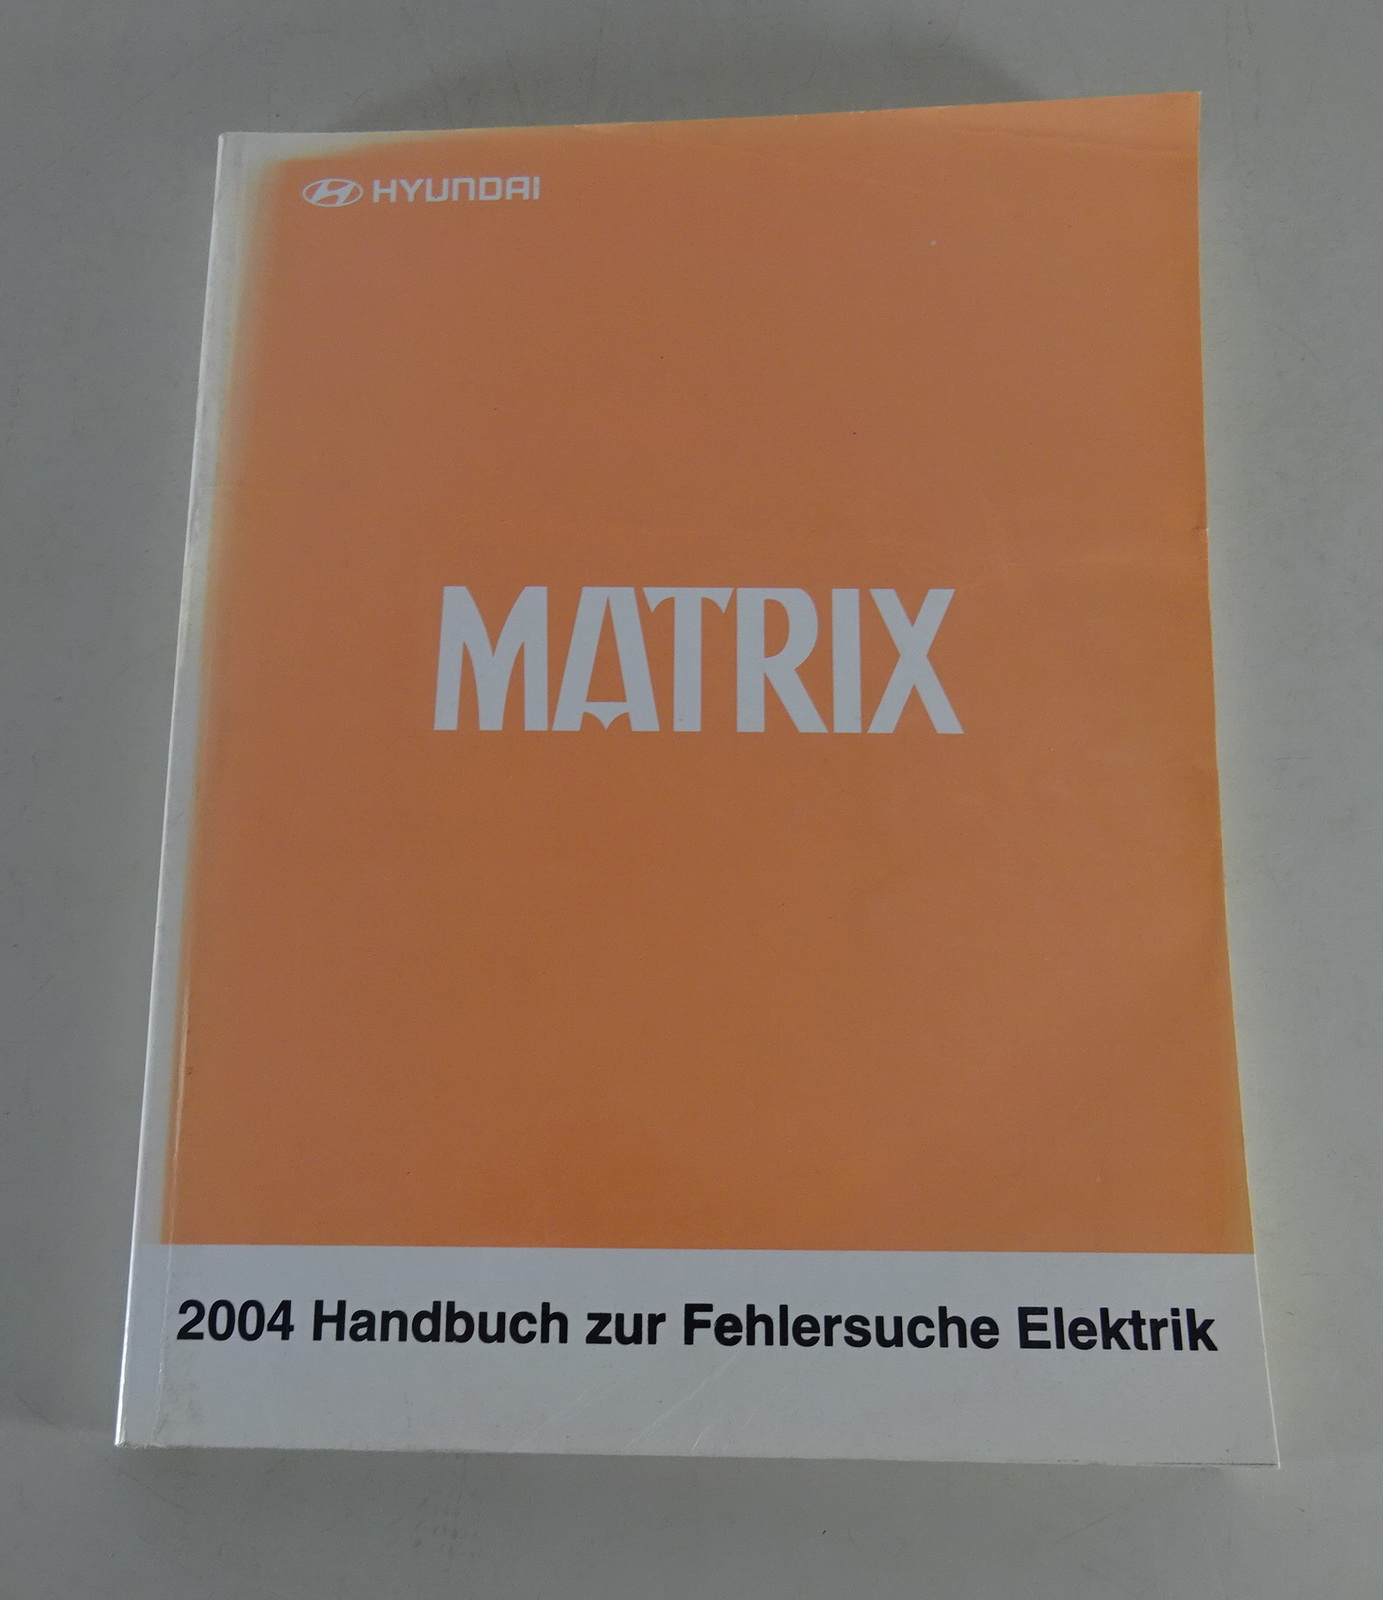 HYUNDAI
MATRIX
2004 Handbuch zur Fehlersuche Elektrik